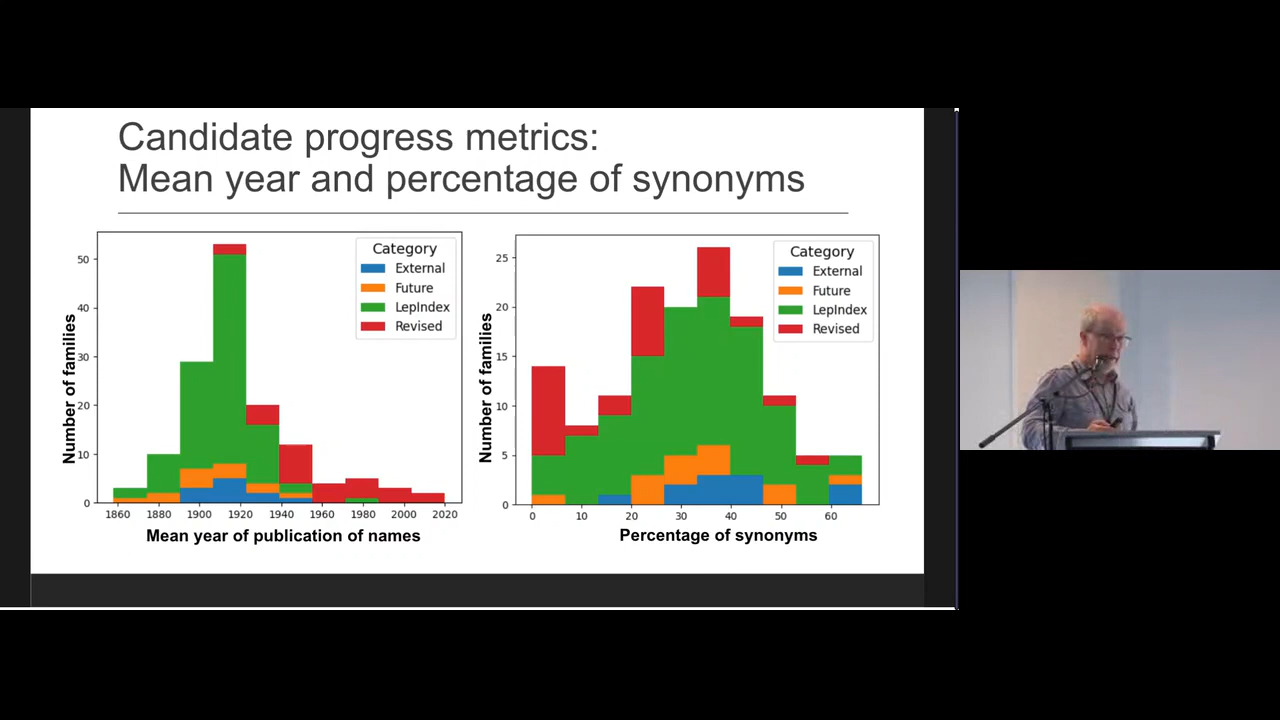 Candidate progress metrics:
Mean year and percentage of synonyms
Number of families
50
40
30
20
10
0
Category
External
Future
LepIndex
Revised
1860 1880 1900 1920 1940 1960 1980 2000 2020
Mean year of publication of names
Number of families
25
20
15
10
5
0
Category
External
Future
LepIndex
Revised
0 10 20 30 40 50 60
Percentage of synonyms